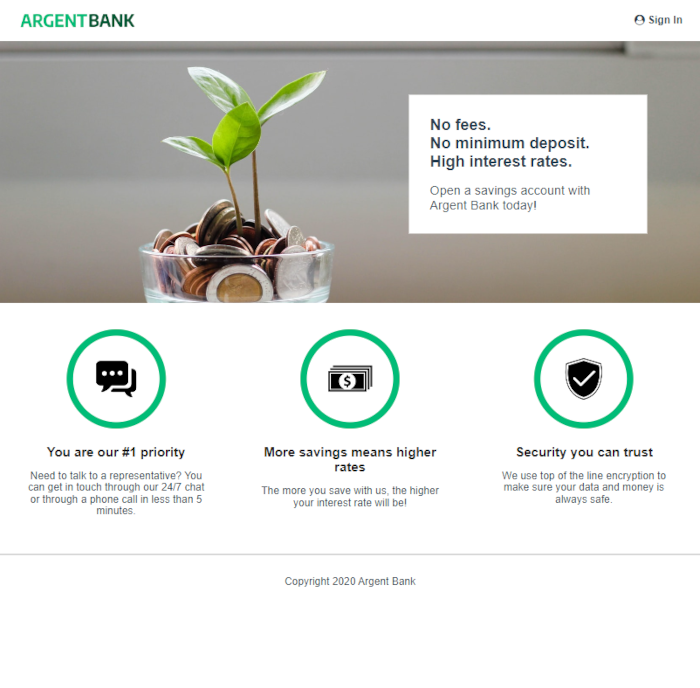 ARGENTBANK
Sign In
No fees.
No minimum deposit.
High interest rates.
Open a savings account with
Argent Bank today!
You are our #1 priority
Need to talk to a representative? You
can get in touch through our 24/7 chat
or through a phone call in less than 5
minutes.
$
More savings means higher
rates
The more you save with us, the higher
your interest rate will be!
Security you can trust
We use top of the line encryption to
make sure your data and money is
always safe.
Copyright 2020 Argent Bank